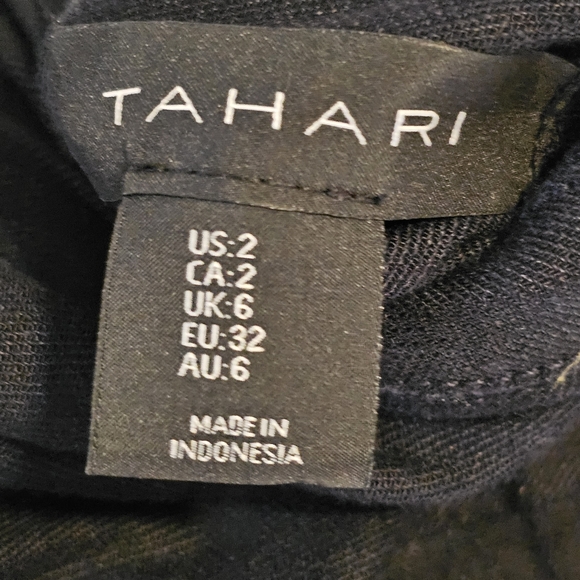 TAHARI
US:2
CA:2
UK:6
EU:32
AU:6
MADE IN
INDONESIA